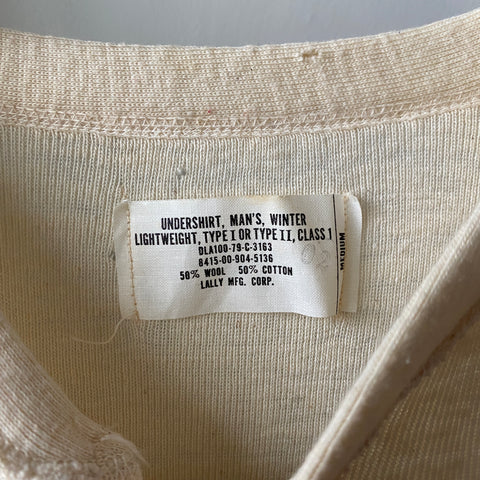 UNDERSHIRT, MAN'S, WINTER
LIGHTWEIGHT, TYPE I OR TYPE II, CLASS 1
DLA100-79-C-3163
8415-00-904-5136
50% WOOL 50% COTTON
LALLY MFG. CORP.
MEDIUM